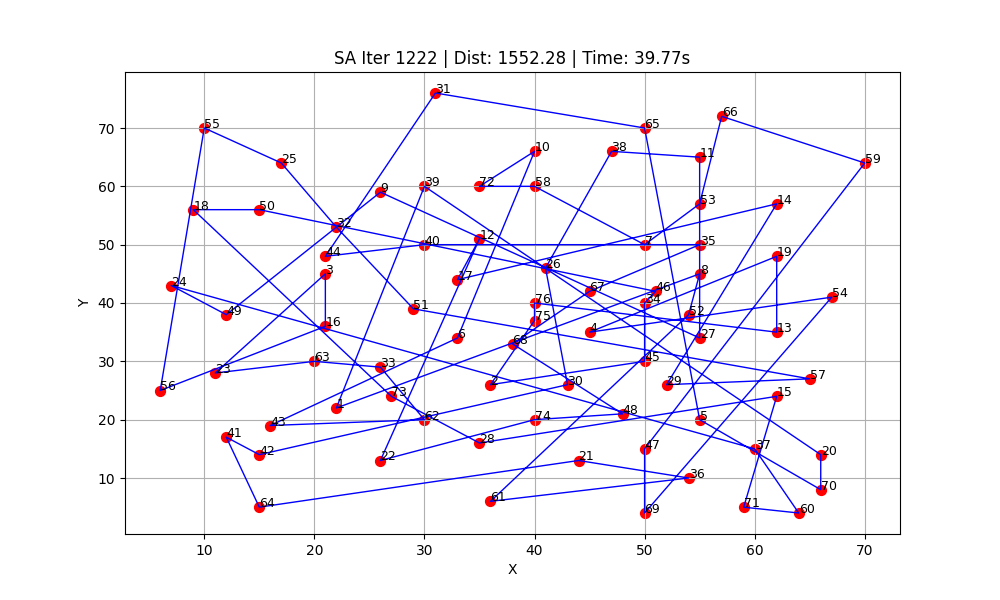 SA Iter 1222 | Dist: 1552.28 | Time: 39.77s
31
55 65 66
25 10 38 11 59
9 39 72 58
18 50 32 53 14
44 40 12 7 35
3 17 26 8 19
24 49 51 76 67 46 34 54
16 6 75 4 52 27 13
23 63 33 68 45
56 73 2 30 29 57
1 43 62 74 48 5 15
41 42 28 47 37 20
22 21 36 70
64 61 69 71 60
70
60
50
40
30
20
10
Y
10 20 30 40 50 60 70
X